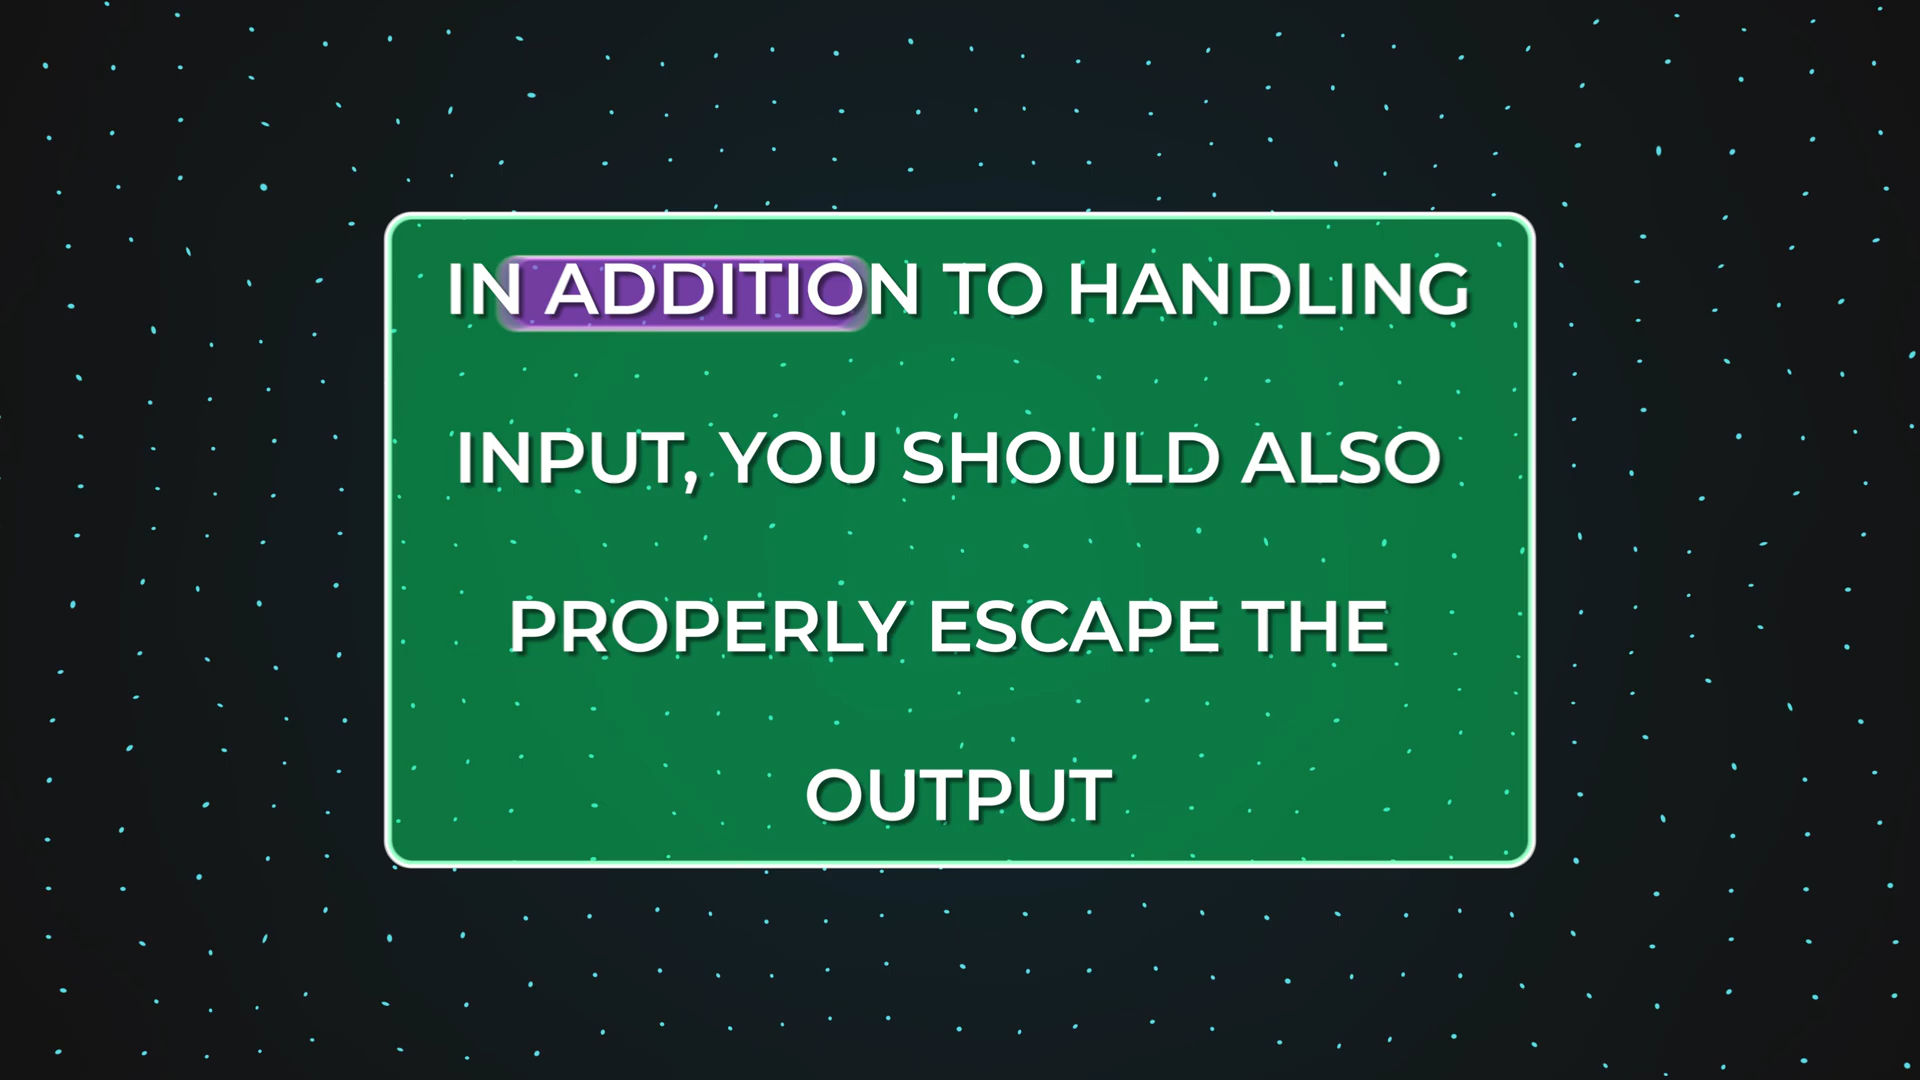 IN ADDITION TO HANDLING
INPUT, YOU SHOULD ALSO
PROPERLY ESCAPE THE
OUTPUT